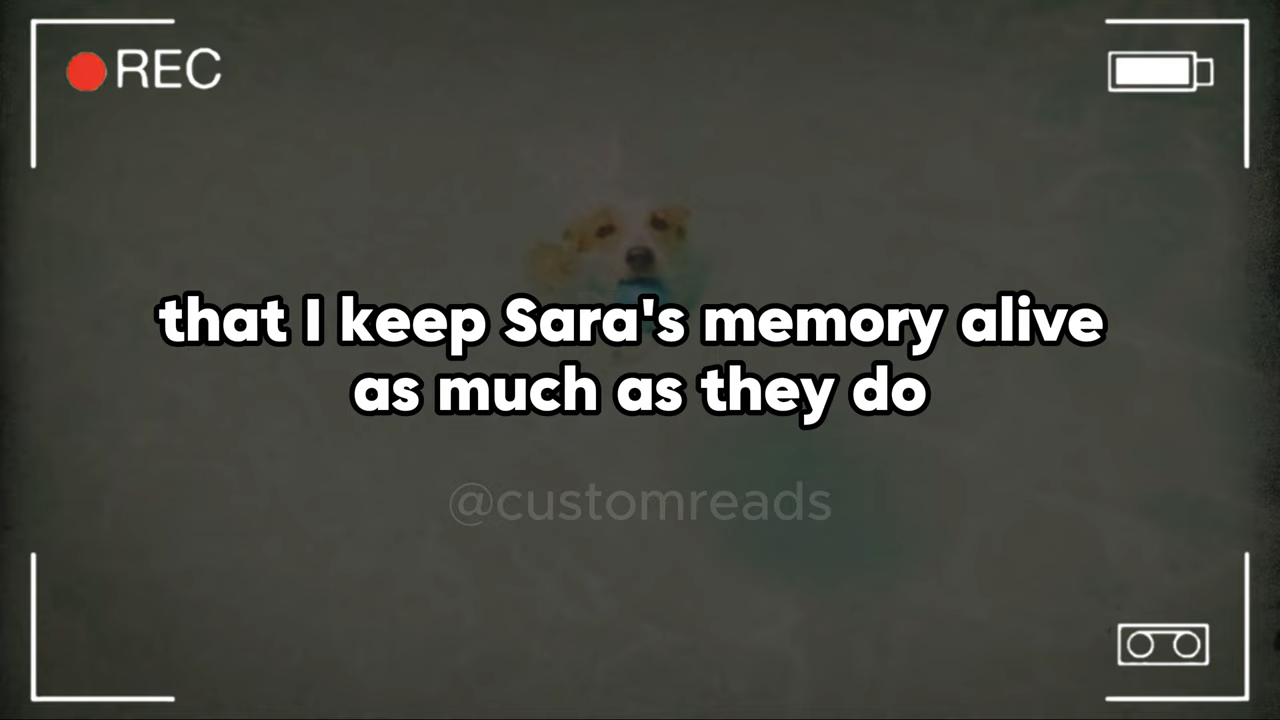 REC
that I keep Sara's memory alive
as much as they do
@customreads